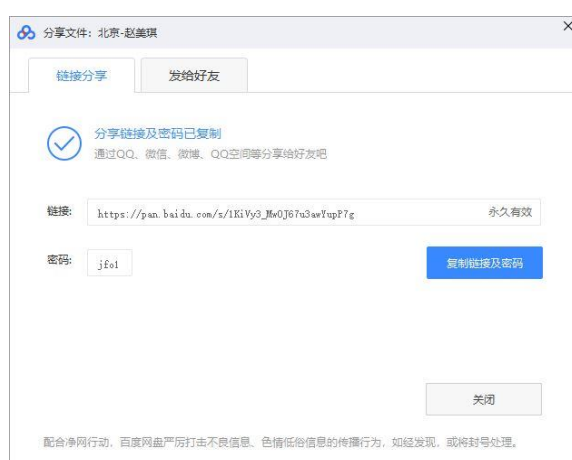 分享文件：北京-赵美琪
链接分享 发给好友
分享链接及密码已复制
通过QQ、微信、微博、QQ空间等分享给好友吧
链接: https://pan.baidu.com/s/1KiVy3_MwOJ67u3awYupP7g 永久有效
密码: jfo1 复制链接及密码
关闭
配合净网行动，百度网盘严厉打击不良信息、色情低俗信息的传播行为，如经发现，或将封号处理。